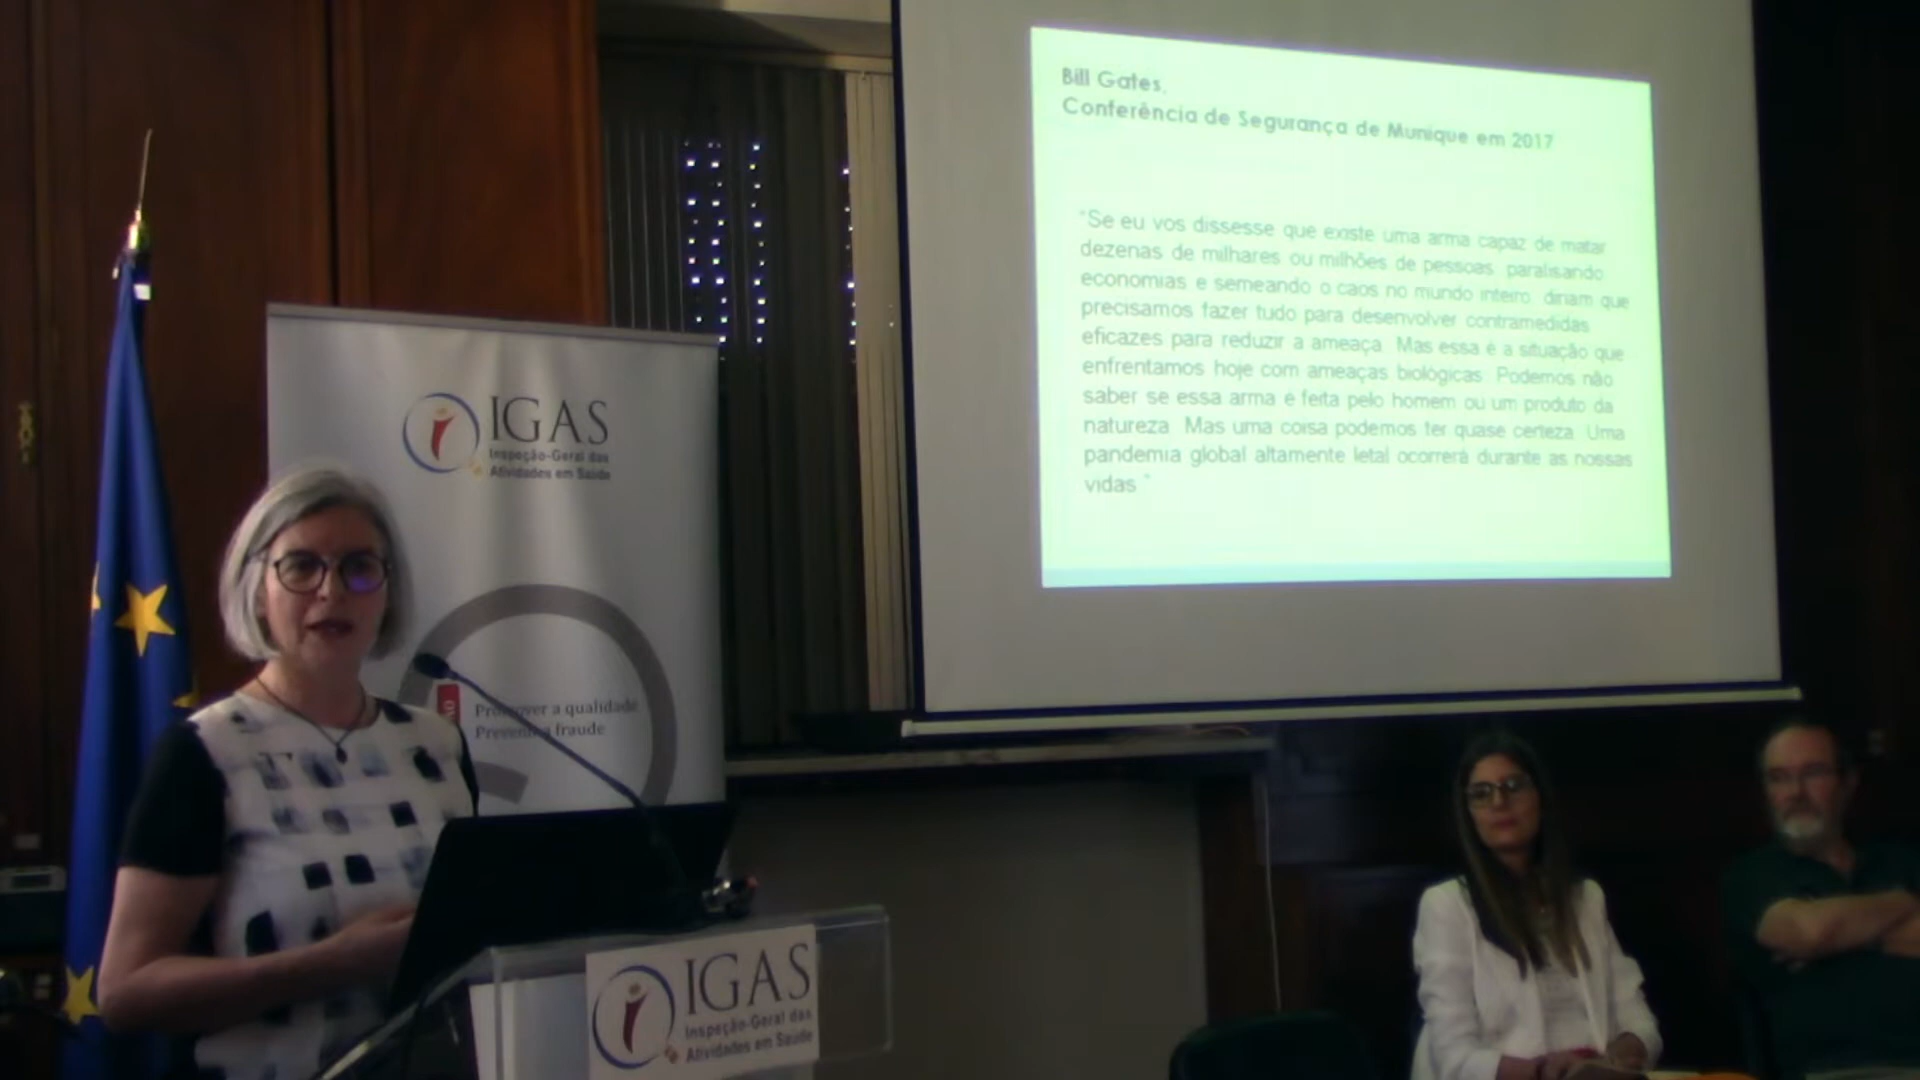 Bill Gates,
Conferência de Segurança de Munique em 2017
"Se eu vos dissesse que existe uma arma capaz de matar
dezenas de milhares ou milhões de pessoas, paralisando
economias e semeando o caos no mundo inteiro, diriam que
precisamos fazer tudo para desenvolver contramedidas
eficazes para reduzir a ameaça. Mas essa é a situação que
enfrentamos hoje com ameaças biológicas. Podemos não
saber se essa arma é feita pelo homem ou um produto da
natureza. Mas uma coisa podemos ter quase certeza. Uma
pandemia global altamente letal ocorrerá durante as nossas
vidas."
IGAS
Inspeção-Geral das
Atividades em Saúde
Promover a qualidade
Prevenir a fraude
IGAS
Inspeção-Geral das
Atividades em Saúde